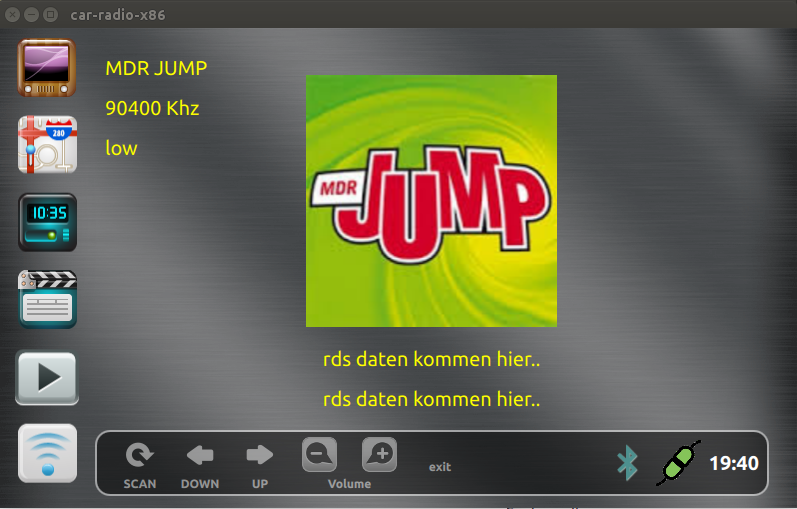 car-radio-x86
MDR JUMP
90400 Khz
low
280
10:35
MDR
JUMP
rds daten kommen hier..
rds daten kommen hier..
SCAN
DOWN
UP
Volume
exit
19:40